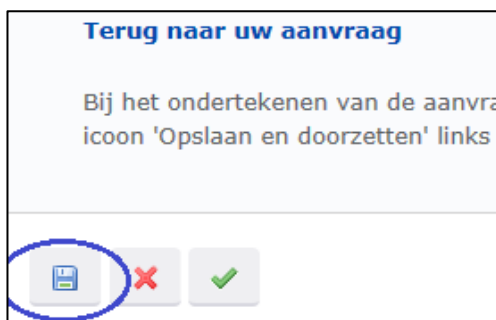 Terug naar uw aanvraag
Bij het ondertekenen van de
icoon 'Opslaan en doorzetten' links